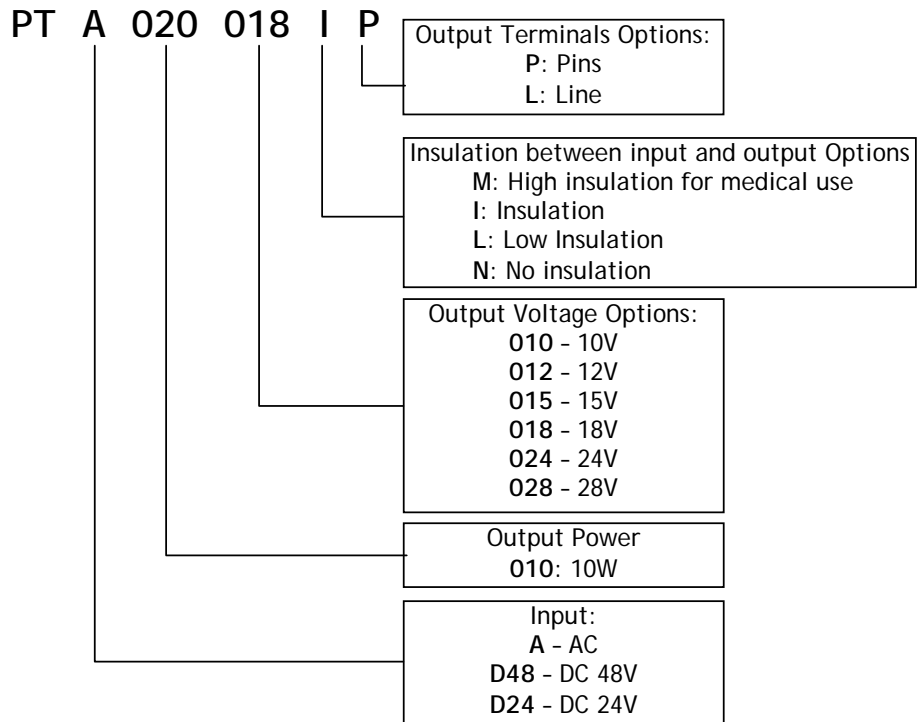 PT A 020 018 I P
Output Terminals Options:
P: Pins
L: Line
Insulation between input and output Options
M: High insulation for medical use
I: Insulation
L: Low Insulation
N: No insulation
Output Voltage Options:
010 – 10V
012 – 12V
015 – 15V
018 – 18V
024 – 24V
028 – 28V
Output Power
010: 10W
Input:
A – AC
D48 – DC 48V
D24 – DC 24V